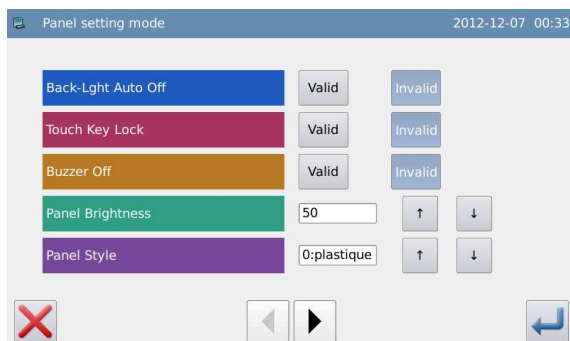 Panel setting mode 2012-12-07 00:33
Back-Lght Auto Off Valid Invalid
Touch Key Lock Valid Invalid
Buzzer Off Valid Invalid
Panel Brightness 50 ↑ ↓
Panel Style 0:plastique ↑ ↓